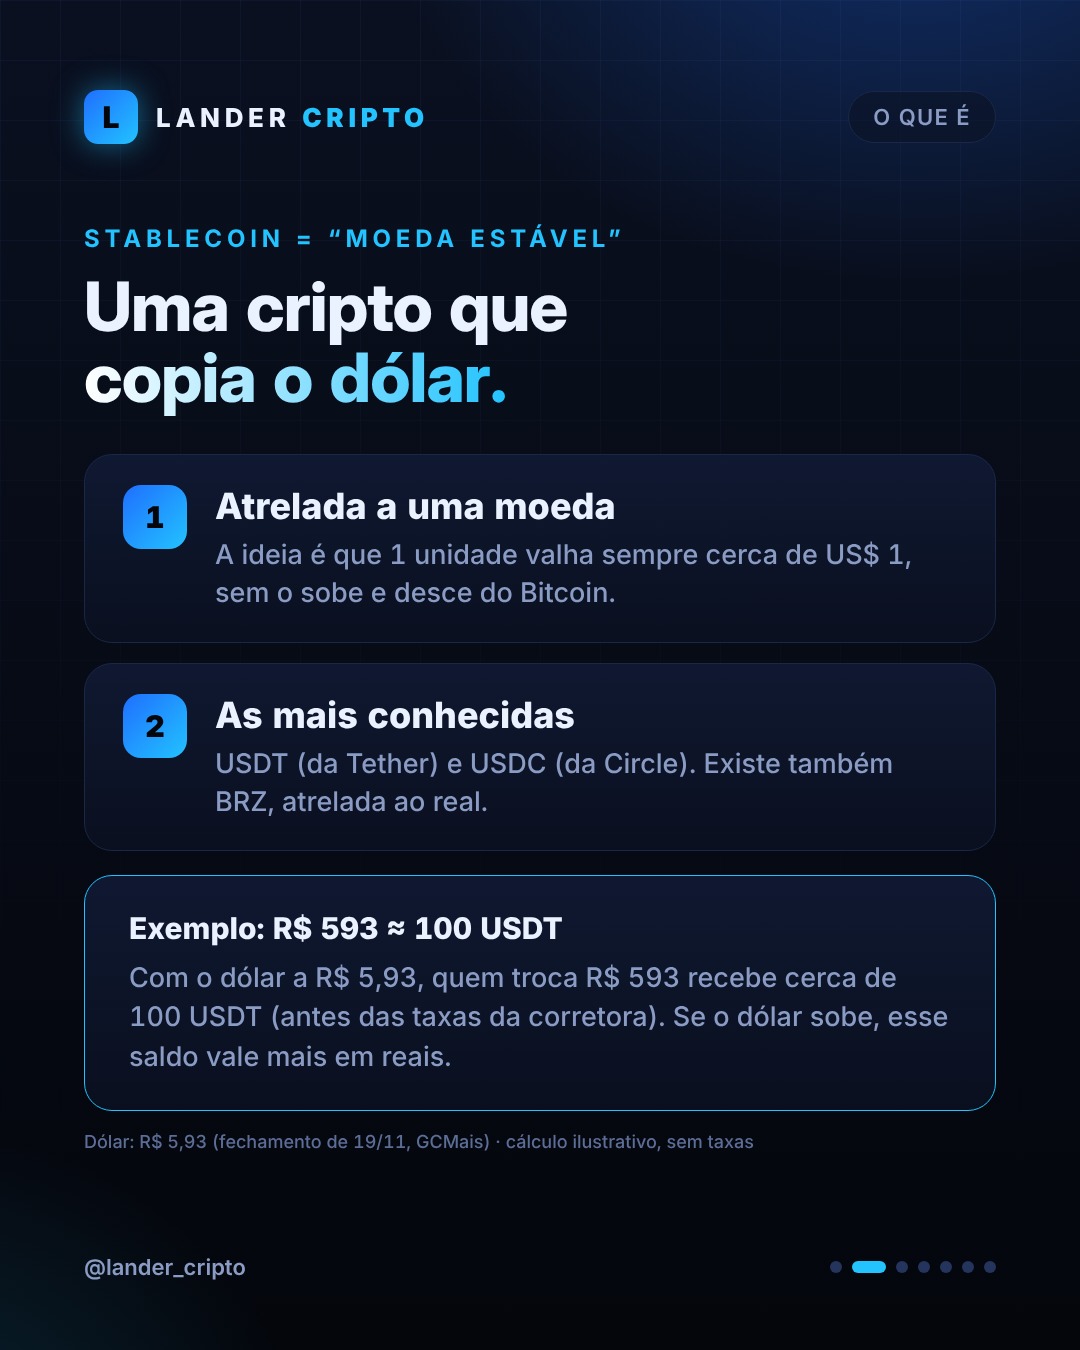 L LANDER CRIPTO
O QUE É
STABLECOIN = “MOEDA ESTÁVEL”
Uma cripto que
copia o dólar.
1
Atrelada a uma moeda
A ideia é que 1 unidade valha sempre cerca de US$ 1,
sem o sobe e desce do Bitcoin.
2
As mais conhecidas
USDT (da Tether) e USDC (da Circle). Existe também
BRZ, atrelada ao real.
Exemplo: R$ 593 ≈ 100 USDT
Com o dólar a R$ 5,93, quem troca R$ 593 recebe cerca de
100 USDT (antes das taxas da corretora). Se o dólar sobe, esse
saldo vale mais em reais.
Dólar: R$ 5,93 (fechamento de 19/11, GCMais) · cálculo ilustrativo, sem taxas
@lander_cripto